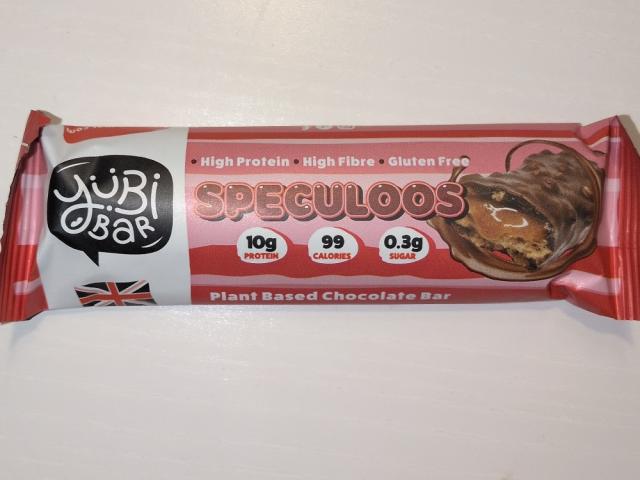 YÜBi
BAR
• High Protein • High Fibre • Gluten Free
SPECULOOS
10g
PROTEIN
99
CALORIES
0.3g
SUGAR
Plant Based Chocolate Bar